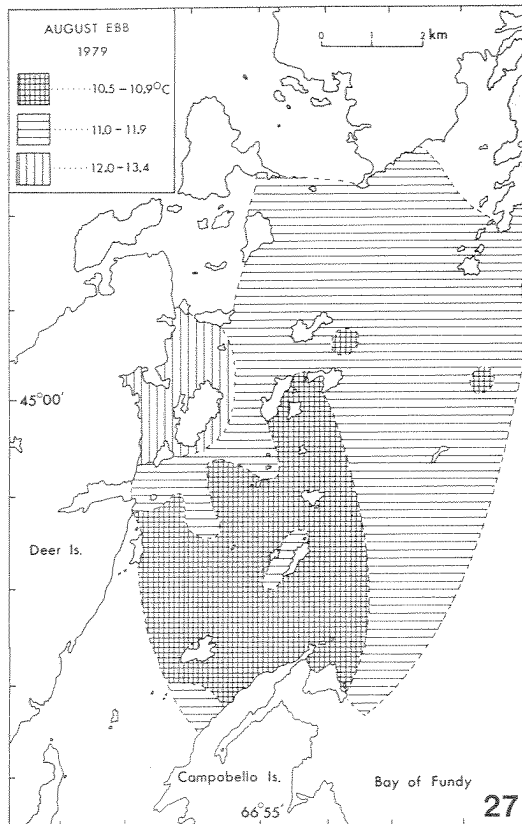 AUGUST EBB
1979
10.5 – 10.9°C
11.0 – 11.9
12.0 – 13.4
0 1 2 km
45°00'
Deer Is.
Campobello Is.
Bay of Fundy
66°55'
27